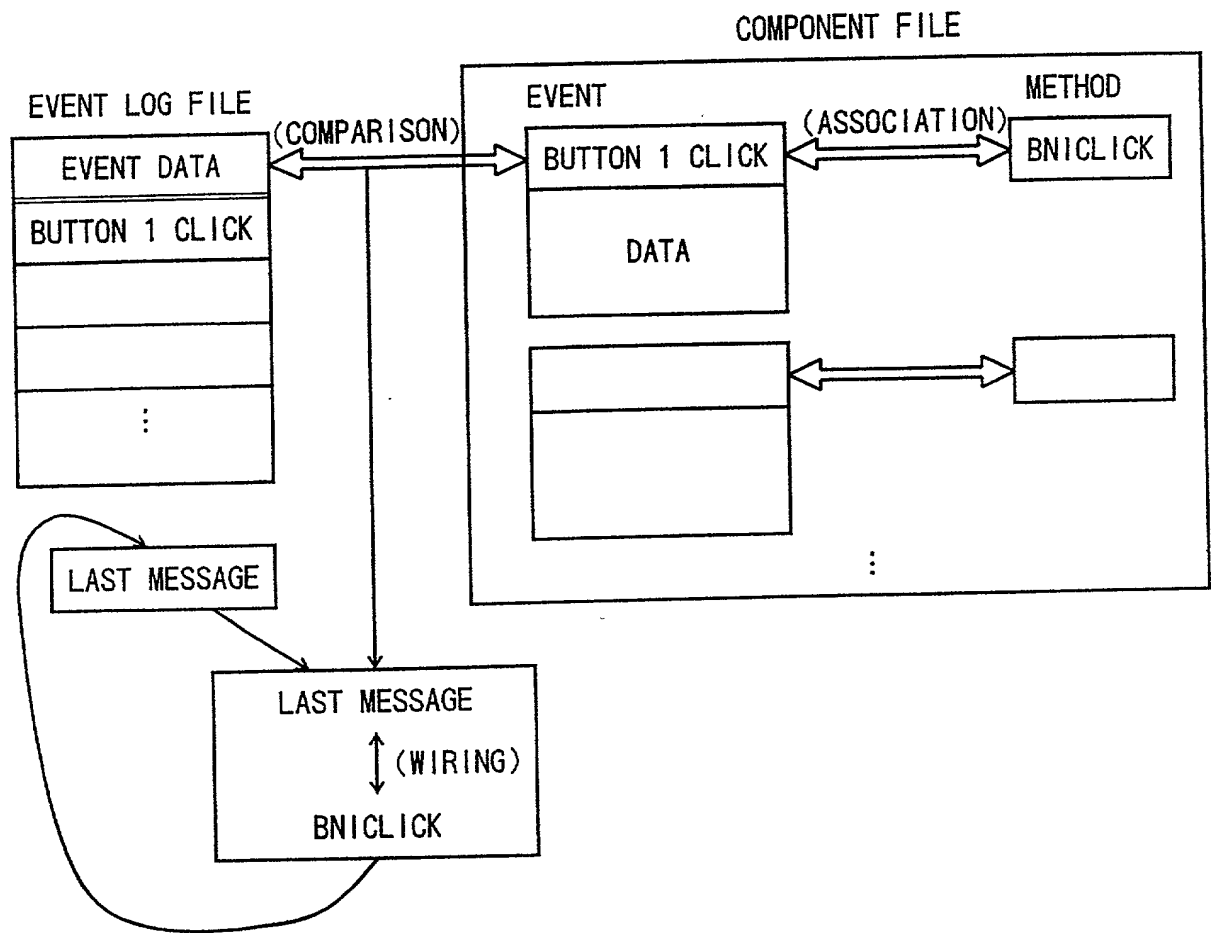 COMPONENT FILE
EVENT LOG FILE
EVENT DATA
BUTTON 1 CLICK
⋮
(COMPARISON)
EVENT
BUTTON 1 CLICK
DATA
(ASSOCIATION)
METHOD
BNICLICK
⋮
LAST MESSAGE
LAST MESSAGE
(WIRING)
BNICLICK